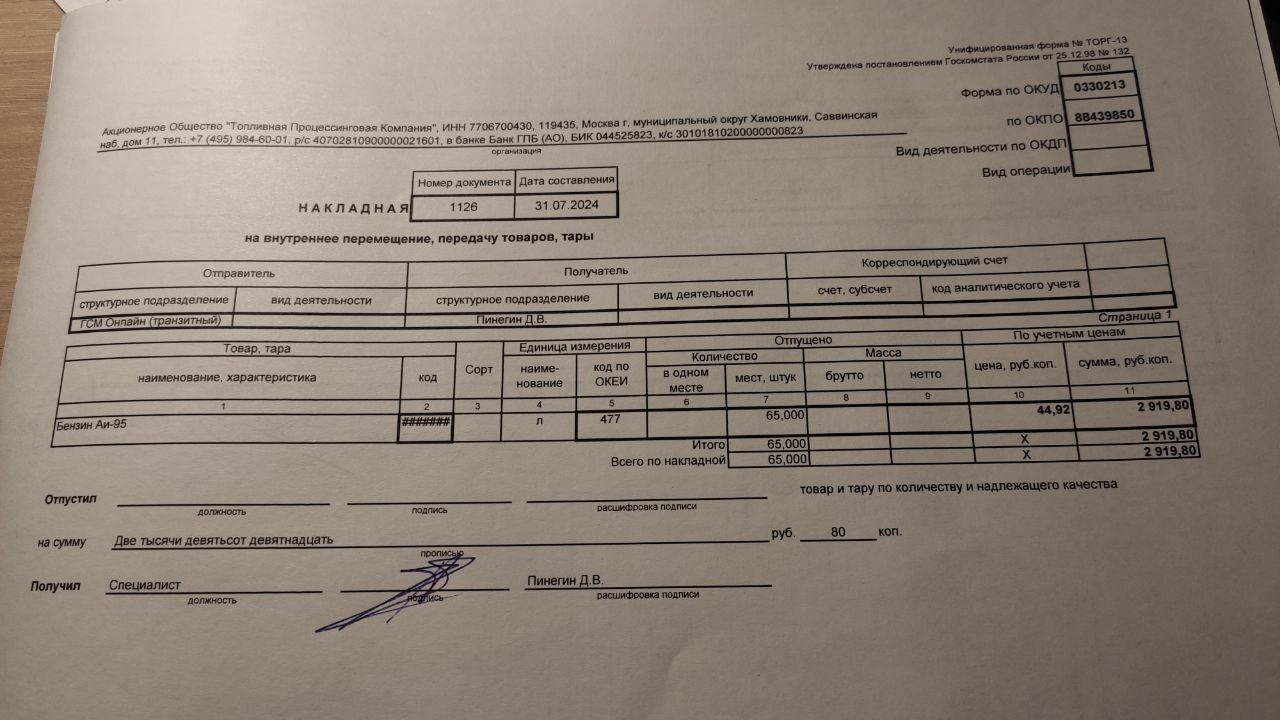 Унифицированная форма № ТОРГ-13
Утверждена постановлением Госкомстата России от 25.12.98 № 132
Коды
Форма по ОКУД 0330213
Акционерное Общество "Топливная Процессинговая Компания", ИНН 7706700430, 119435, Москва г, муниципальный округ Хамовники, Саввинская
по ОКПО 88439850
наб, дом 11, тел.: +7 (495) 984-60-01, р/с 40702810900000021601, в банке Банк ГПБ (АО), БИК 044525823, к/с 30101810200000000823
организация
Вид деятельности по ОКДП
Вид операции
Номер документа Дата составления
НАКЛАДНАЯ 1126 31.07.2024
на внутреннее перемещение, передачу товаров, тары
Отправитель Получатель Корреспондирующий счет
структурное подразделение вид деятельности структурное подразделение вид деятельности счет, субсчет код аналитического учета
ГСМ Онлайн (транзитный) Пинегин Д.В.
Страница 1
Товар, тара Сорт Единица измерения Отпущено По учетным ценам
наименование, характеристика код наиме-нование код по ОКЕИ Количество Масса цена, руб.коп. сумма, руб.коп.
в одном месте мест, штук брутто нетто
1 2 3 4 5 6 7 8 9 10 11
Бензин Аи-95 ####### л 477 65,000 44,92 2 919,80
Итого 65,000 Х 2 919,80
Всего по накладной 65,000 Х 2 919,80
Отпустил товар и тару по количеству и надлежащего качества
должность подпись расшифровка подписи
на сумму Две тысячи девятьсот девятнадцать руб. 80 коп.
прописью
Получил Специалист Пинегин Д.В.
должность подпись расшифровка подписи